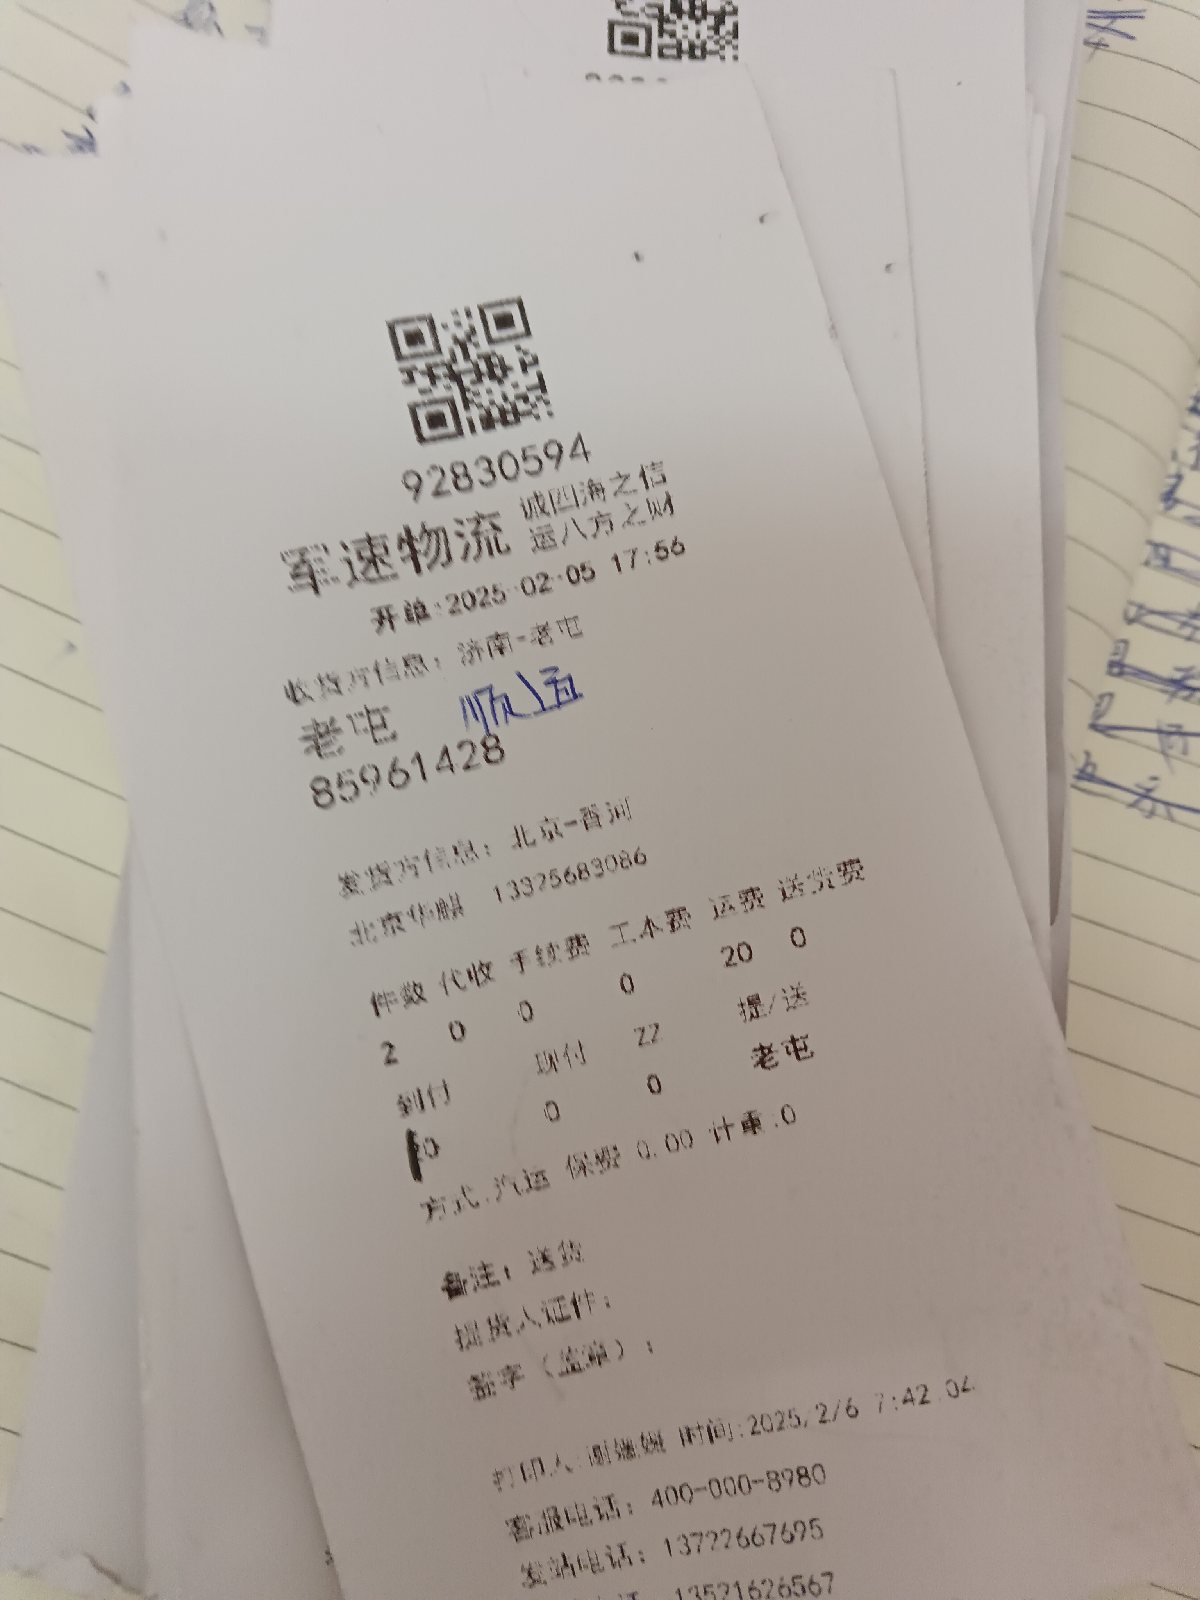 92830594
军速物流 诚四海之信
运八方之财
开单:2025-02-05 17:56
收货方信息: 济南-老屯
老屯 顺通
85961428
发货方信息: 北京-香河
北京华麒 13325683086
件数 代收 手续费 工本费 运费 送货费
2 0 0 0 20 0
到付 现付 ZZ 提/送
20 0 0 老屯
方式:汽运 保费 0.00 计重:0
备注: 送货
提货人证件:
签字（盖章）:
打印人 时间:2025/2/6 7:42:04
客服电话: 400-000-8980
发站电话: 13722667695
13521626567